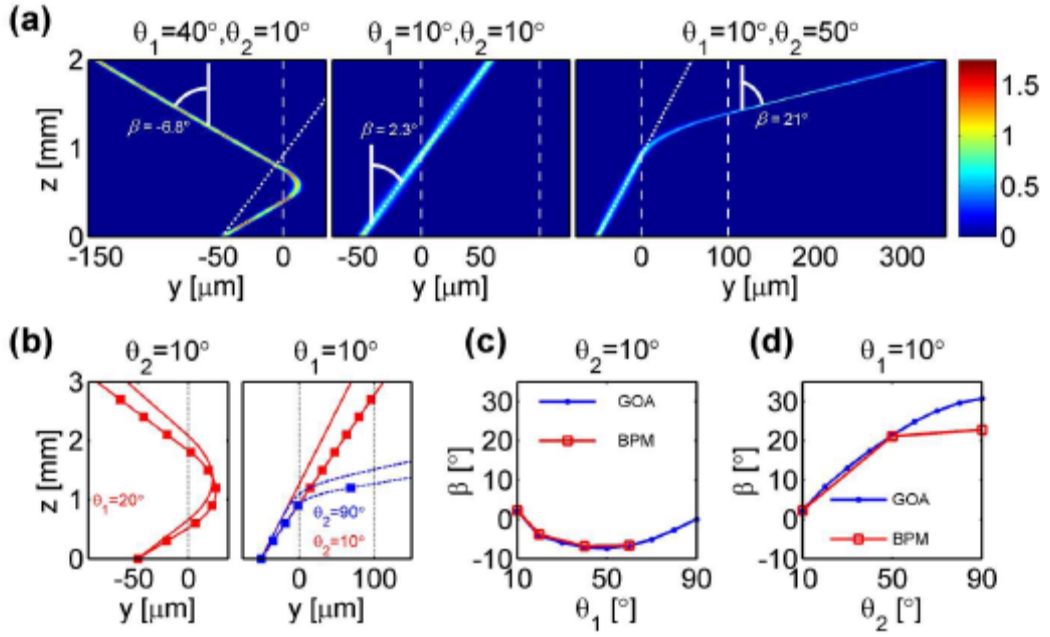 (a)
θ1=40°,θ2=10°
θ1=10°,θ2=10°
θ1=10°,θ2=50°
z [mm]
2
1
0
β = -6.8°
β = 2.3°
β = 21°
1.5
1
0.5
0
-150 -50 0
-50 0 50
0 100 200 300
y [μm]
y [μm]
y [μm]
(b)
θ2=10°
θ1=10°
z [mm]
3
2
1
0
θ1=20°
θ2=90°
θ2=10°
-50 0
0 100
y [μm]
y [μm]
(c)
θ2=10°
β [°]
30
20
10
0
-10
GOA
BPM
10 50 90
θ1 [°]
(d)
θ1=10°
β [°]
30
20
10
0
-10
GOA
BPM
10 50 90
θ2 [°]